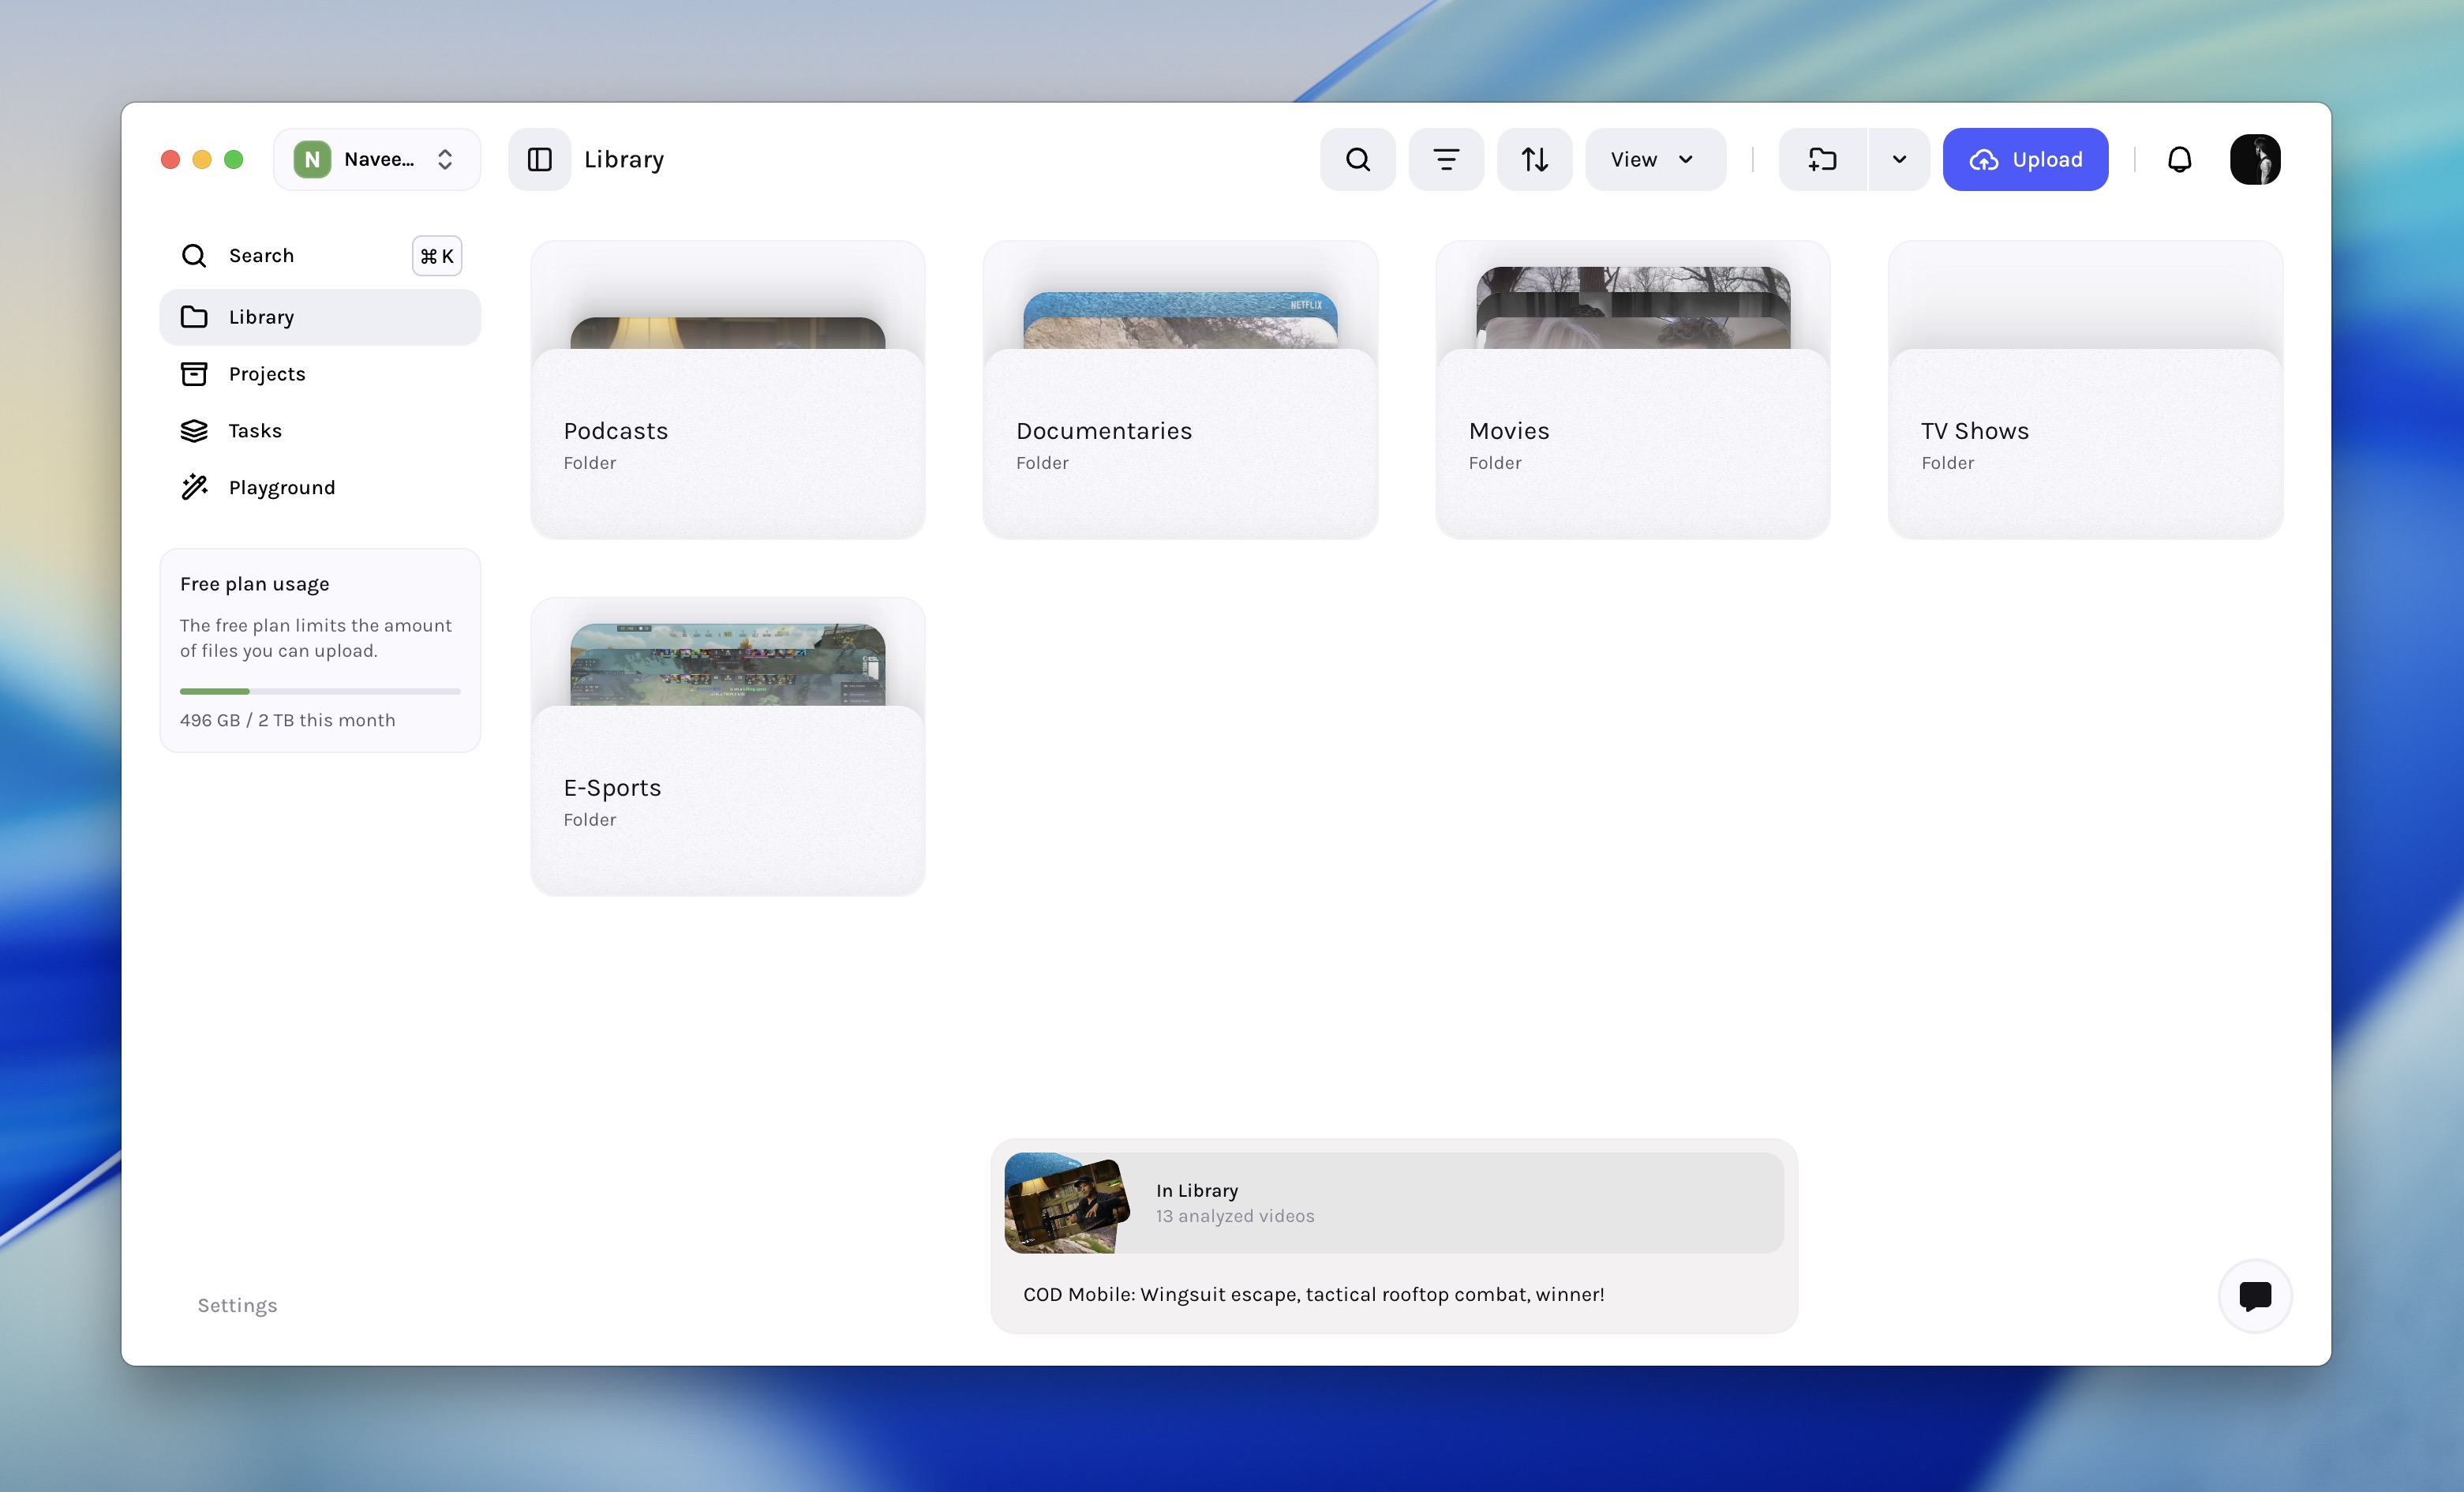 N Navee...
Library
View
Upload
Search
⌘ K
Library
Projects
Tasks
Playground
Free plan usage
The free plan limits the amount
of files you can upload.
496 GB / 2 TB this month
Podcasts
Folder
NETFLIX
Documentaries
Folder
Movies
Folder
TV Shows
Folder
E-Sports
Folder
In Library
13 analyzed videos
COD Mobile: Wingsuit escape, tactical rooftop combat, winner!
Settings